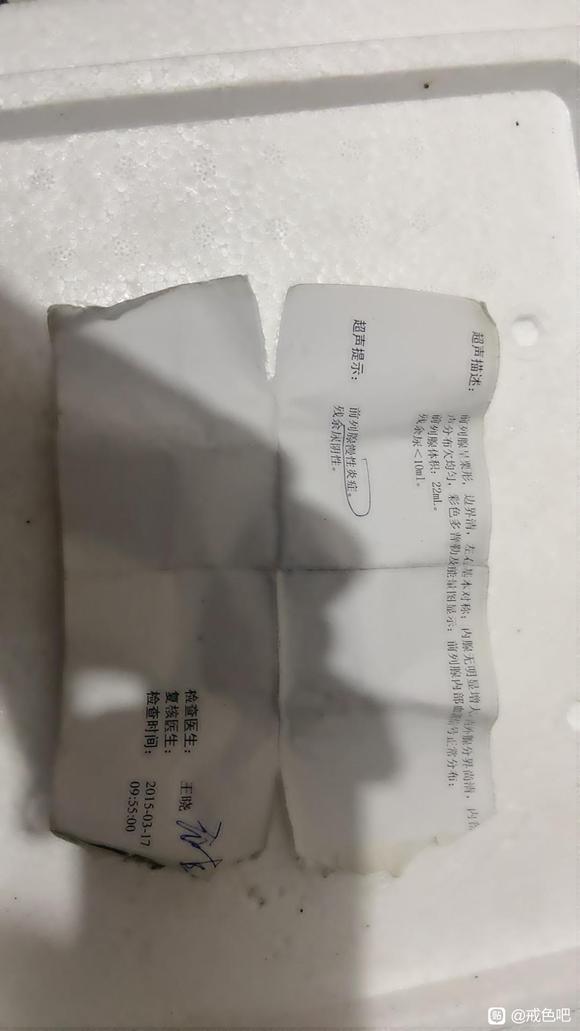 超声描述：
前列腺呈栗形，边界清，左右基本对称；内腺无明显增大，内外腺分界尚清，内
声分布欠均匀，彩色多普勒及能量图显示：前列腺内部血流信号正常分布；
前列腺体积：22mL。
残余尿＜10ml。
超声提示：
前列腺慢性炎症。
残余尿阴性。
检查医生：王晓
复核医生：
检查时间：2015-03-17
09:55:00
贴 @戒色吧